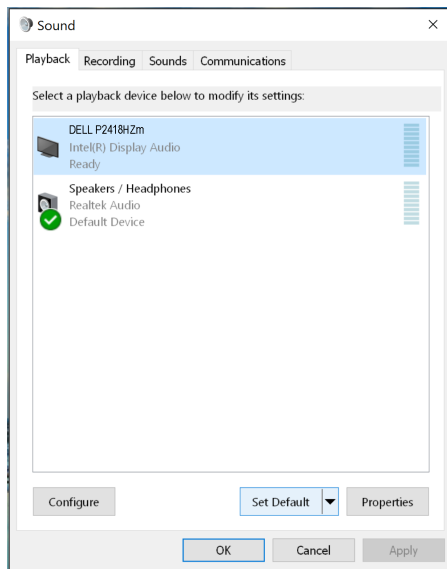 Sound
Playback Recording Sounds Communications
Select a playback device below to modify its settings:
DELL P2418HZm
Intel(R) Display Audio
Ready
Speakers / Headphones
Realtek Audio
Default Device
Configure Set Default Properties
OK Cancel Apply